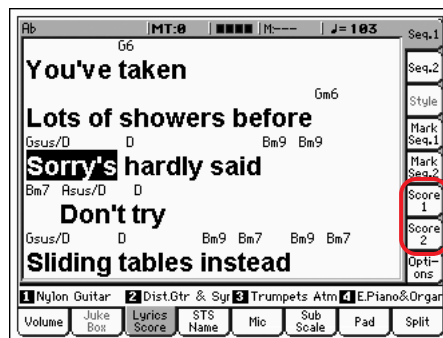 Ab |MT:0 | M:--- | ♩=103
G6
You've taken
Gm6
Lots of showers before
Gsus/D D Bm9 Bm9
Sorry's hardly said
Bm7 Asus/D D
Don't try
Gsus/D D Bm9 Bm7 Bm9 Bm7
Sliding tables instead
1 Nylon Guitar 2 Dist.Gtr & Syr 3 Trumpets Atm 4 E.Piano&Organ
Volume Juke Box Lyrics Score STS Name Mic Sub Scale Pad Split
Seq.1
Seq.2
Style
Mark Seq.1
Mark Seq.2
Score 1
Score 2
Opti-ons